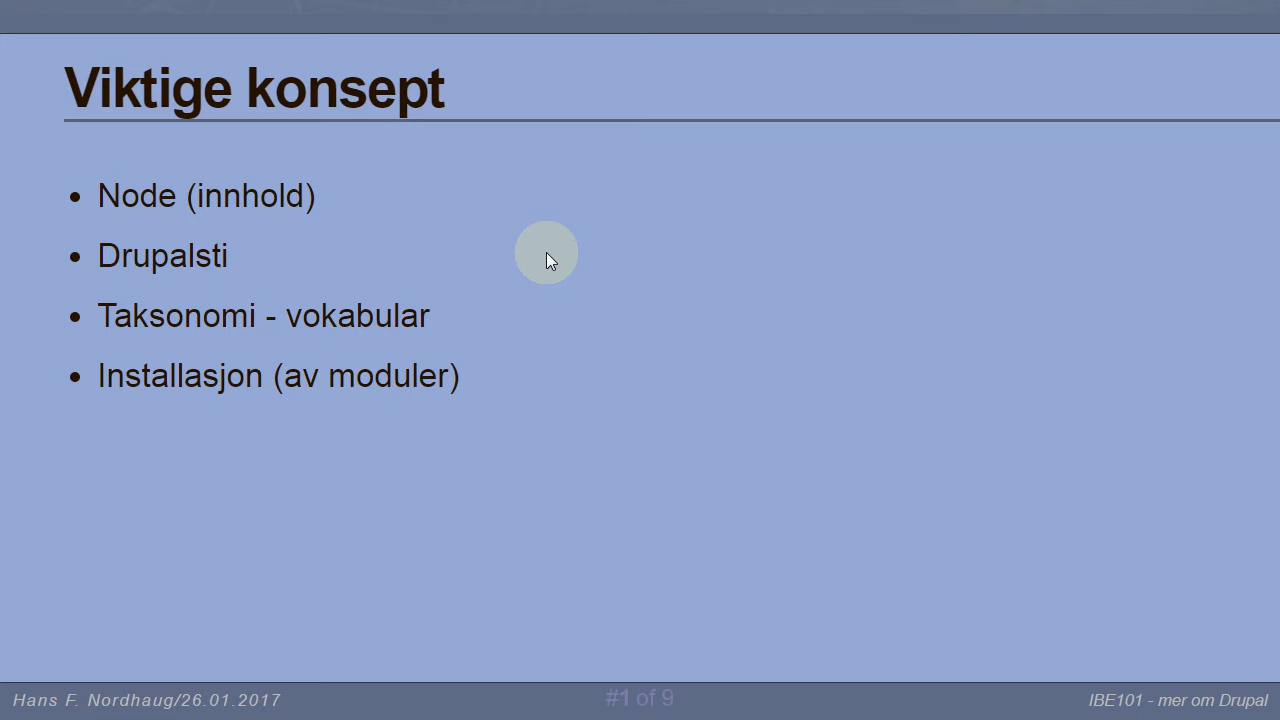 Viktige konsept
Node (innhold)
Drupalsti
Taksonomi - vokabular
Installasjon (av moduler)
Hans F. Nordhaug/26.01.2017
#1 of 9
IBE101 - mer om Drupal